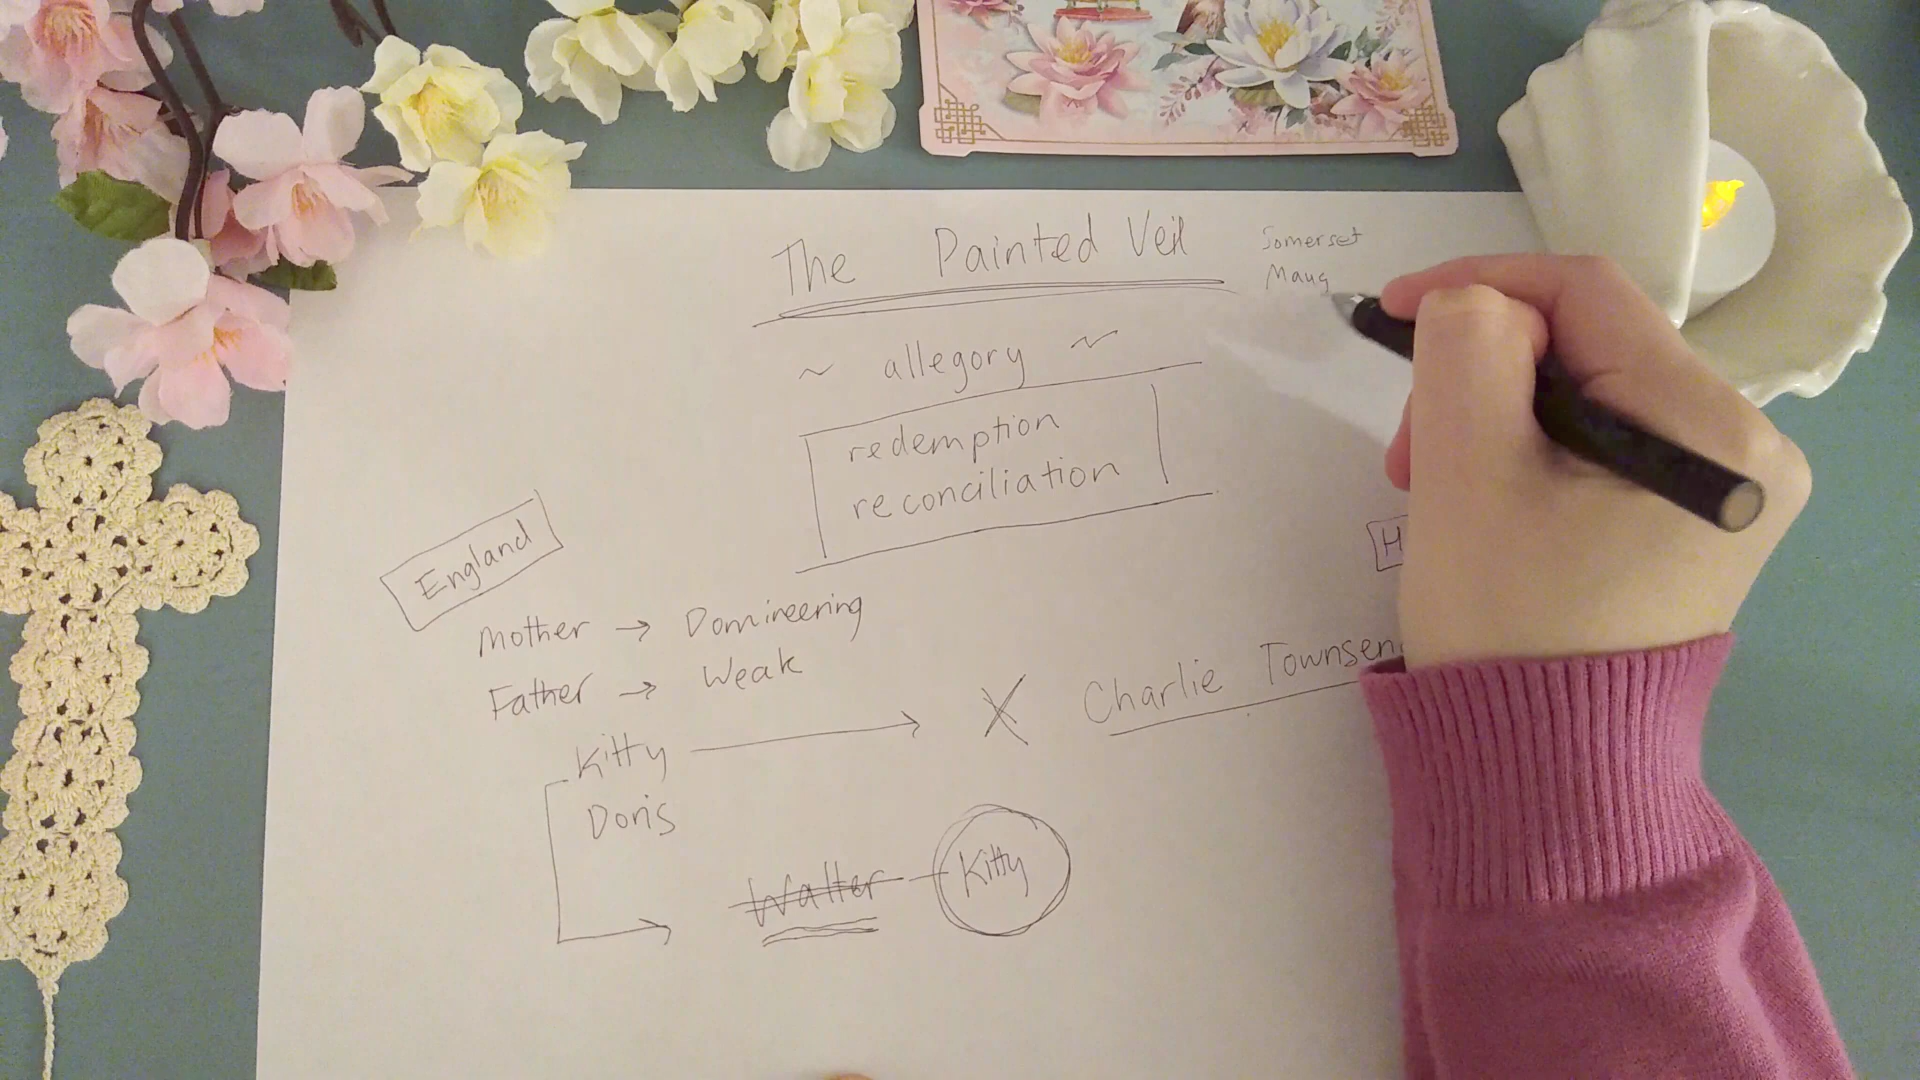 The Painted Veil
Somerset
Maug
~ allegory ~
redemption
reconciliation
England
H
Mother → Domineering
Father → Weak
Kitty → X Charlie Townsen
Doris
Walter — Kitty